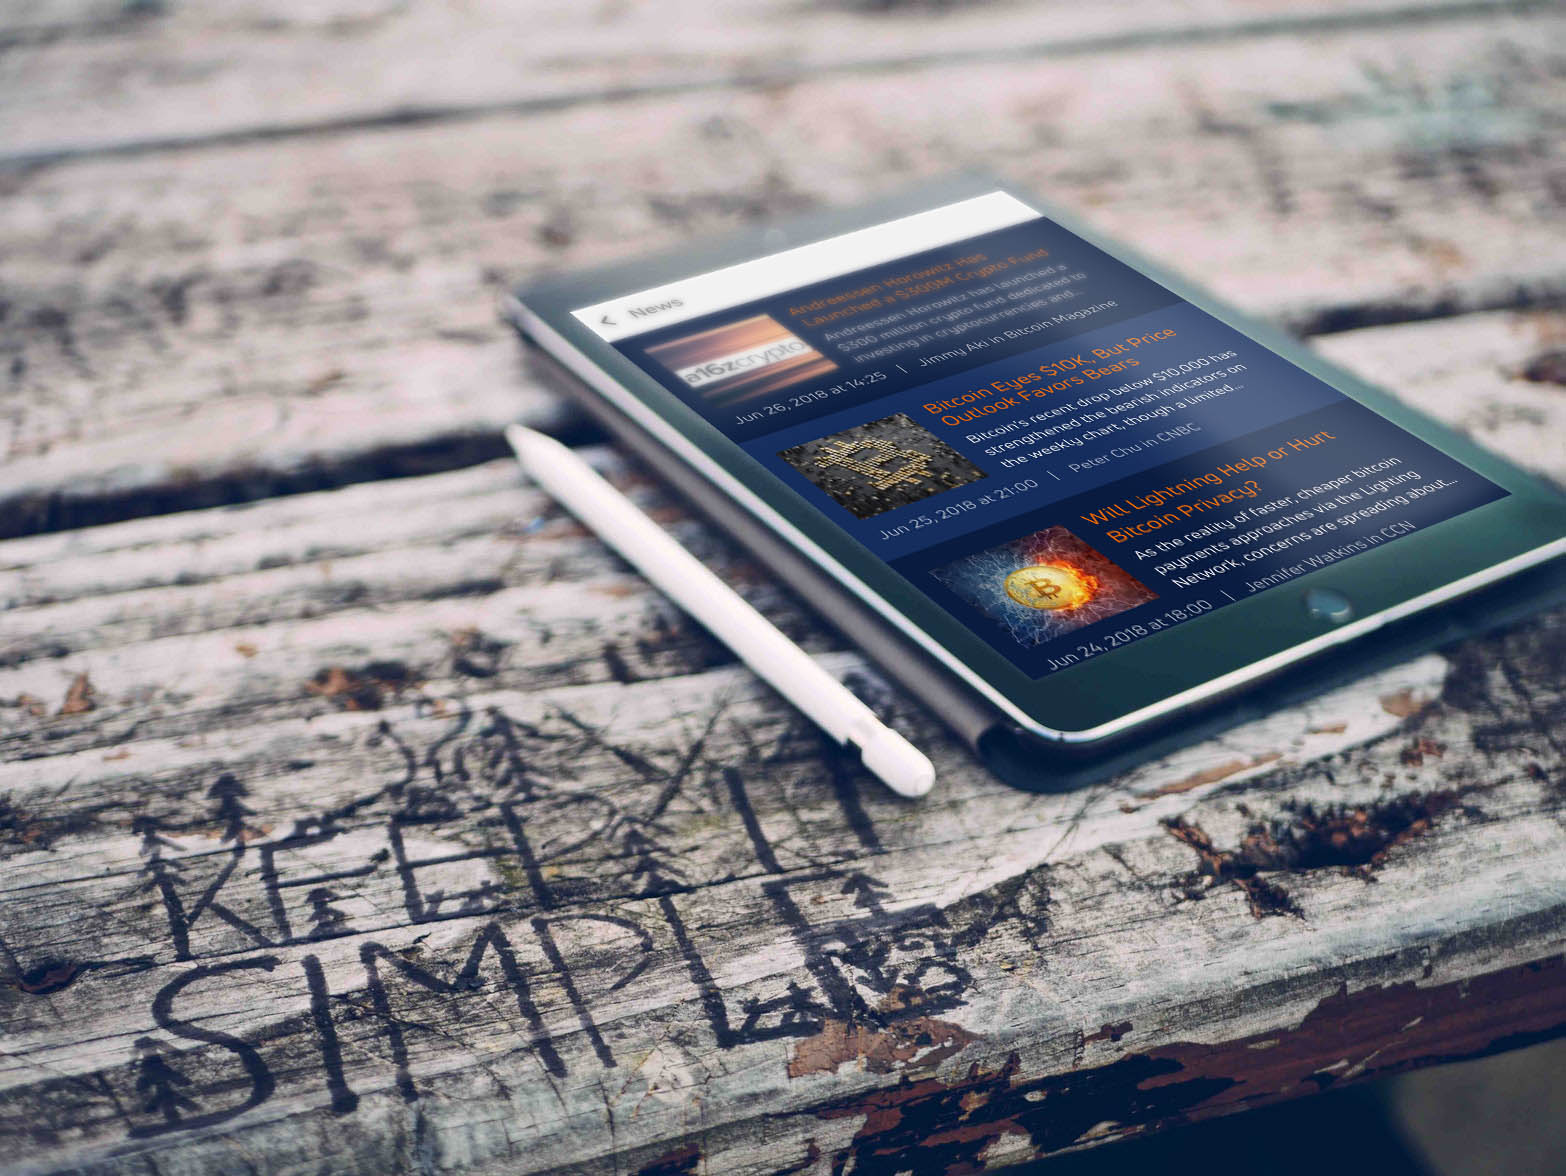 News
a16zcrypto
Andreessen Horowitz Has
Launched a $300M Crypto Fund
Andreessen Horowitz has launched a
$300 million crypto fund dedicated to
investing in cryptocurrencies and...
Jun 26, 2018 at 14:25 | Jimmy Aki in Bitcoin Magazine
Bitcoin Eyes $10K, But Price
Outlook Favors Bears
Bitcoin's recent drop below $10,000 has
strengthened the bearish indicators on
the weekly chart, though a limited...
Jun 25, 2018 at 21:00 | Peter Chu in CNBC
Will Lightning Help or Hurt
Bitcoin Privacy?
As the reality of faster, cheaper bitcoin
payments approaches via the Lighting
Network, concerns are spreading about...
Jun 24, 2018 at 18:00 | Jennifer Watkins in CCN
KEEP IT
SIMPLE